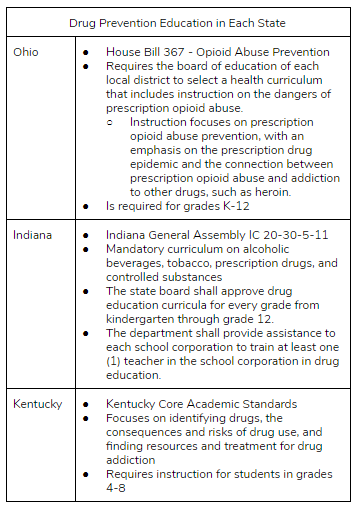 Drug Prevention Education in Each State
Ohio
● House Bill 367 - Opioid Abuse Prevention
● Requires the board of education of each
local district to select a health curriculum
that includes instruction on the dangers of
prescription opioid abuse.
○ Instruction focuses on prescription
opioid abuse prevention, with an
emphasis on the prescription drug
epidemic and the connection between
prescription opioid abuse and addiction
to other drugs, such as heroin.
● Is required for grades K-12
Indiana
● Indiana General Assembly IC 20-30-5-11
● Mandatory curriculum on alcoholic
beverages, tobacco, prescription drugs, and
controlled substances
● The state board shall approve drug
education curricula for every grade from
kindergarten through grade 12.
● The department shall provide assistance to
each school corporation to train at least one
(1) teacher in the school corporation in drug
education.
Kentucky
● Kentucky Core Academic Standards
● Focuses on identifying drugs, the
consequences and risks of drug use, and
finding resources and treatment for drug
addiction
● Requires instruction for students in grades
4-8